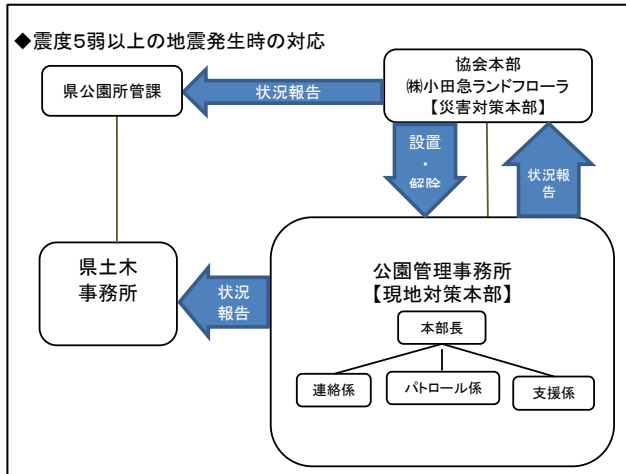 ◆震度5弱以上の地震発生時の対応
県公園所管課
状況報告
協会本部
㈱小田急ランドフローラ
【災害対策本部】
設置
・
解除
状況報
告
県土木
事務所
状況
報告
公園管理事務所
【現地対策本部】
本部長
連絡係
パトロール係
支援係